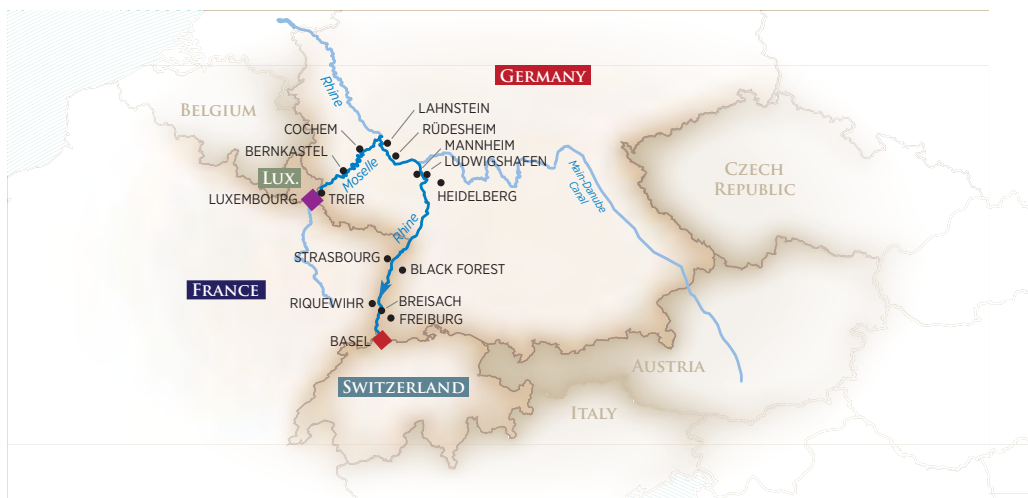 Rhine
GERMANY
BELGIUM
LAHNSTEIN
COCHEM
RÜDESHEIM
MANNHEIM
BERNKASTEL
LUDWIGSHAFEN
Moselle
Main-Danube
Canal
CZECH
REPUBLIC
LUX.
HEIDELBERG
LUXEMBOURG
TRIER
Rhine
STRASBOURG
BLACK FOREST
FRANCE
RIQUEWIHR
BREISACH
FREIBURG
BASEL
AUSTRIA
SWITZERLAND
ITALY